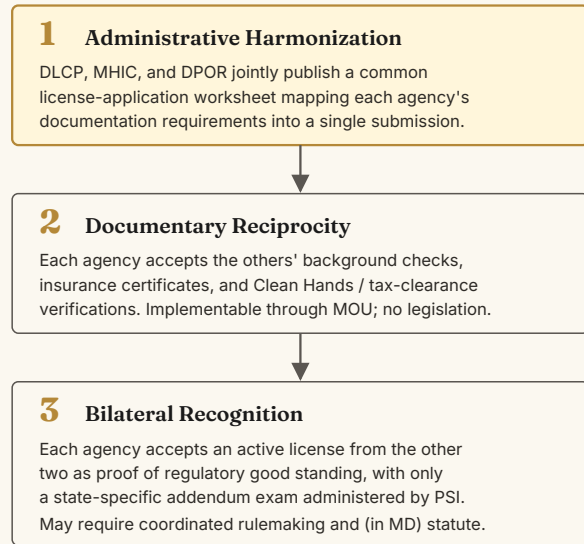 1 Administrative Harmonization
DLCP, MHIC, and DPOR jointly publish a common
license-application worksheet mapping each agency's
documentation requirements into a single submission.
2 Documentary Reciprocity
Each agency accepts the others' background checks,
insurance certificates, and Clean Hands / tax-clearance
verifications. Implementable through MOU; no legislation.
3 Bilateral Recognition
Each agency accepts an active license from the other
two as proof of regulatory good standing, with only
a state-specific addendum exam administered by PSI.
May require coordinated rulemaking and (in MD) statute.